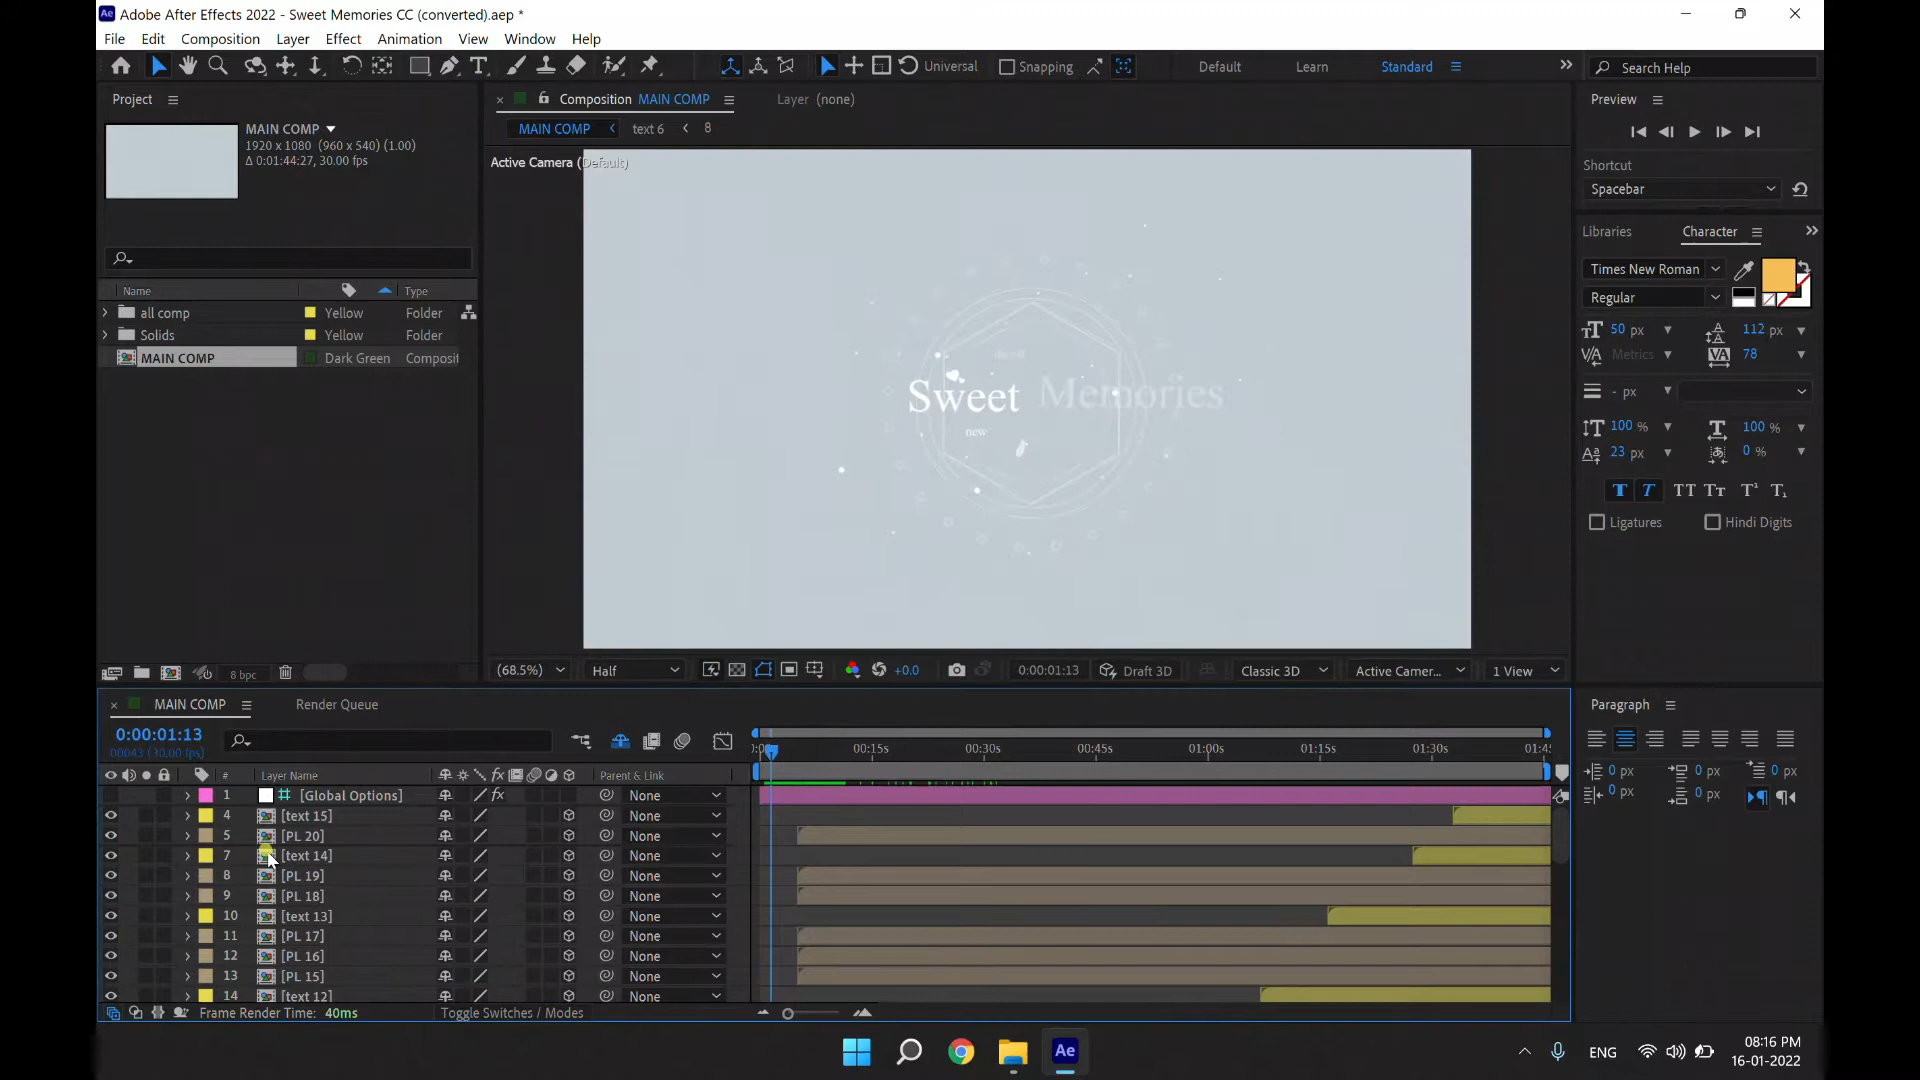 Adobe After Effects 2022 - Sweet Memories CC (converted).aep *
File Edit Composition Layer Effect Animation View Window Help
Universal Snapping Default Learn Standard Search Help
Project
MAIN COMP
1920 x 1080 (960 x 540) (1.00)
Δ 0:01:44:27, 30.00 fps
Name Type
all comp Yellow Folder
Solids Yellow Folder
MAIN COMP Dark Green Composit
8 bpc
Composition MAIN COMP Layer (none)
MAIN COMP text 6 8
Active Camera (Default)
Sweet Memories
new
(68.5%) Half +0.0 0:00:01:13 Draft 3D Classic 3D Active Camer... 1 View
Preview
Shortcut
Spacebar
Libraries Character
Times New Roman
Regular
50 px 112 px
Metrics 78
- px
100 % 100 %
23 px 0 %
Ligatures Hindi Digits
Paragraph
0 px 0 px 0 px
0 px 0 px
MAIN COMP Render Queue
0:00:01:13
00043 (30.00 fps)
00:15s 00:30s 00:45s 01:00s 01:15s 01:30s
# Layer Name Parent & Link
1 [Global Options] None
4 [text 15] None
5 [PL 20] None
7 [text 14] None
8 [PL 19] None
9 [PL 18] None
10 [text 13] None
11 [PL 17] None
12 [PL 16] None
13 [PL 15] None
14 [text 12] None
Frame Render Time: 40ms Toggle Switches / Modes
ENG 08:16 PM
16-01-2022